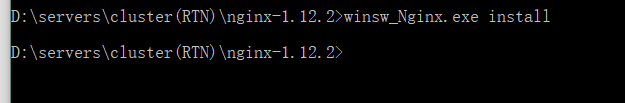 D:\servers\cluster(RTN)\nginx-1.12.2>winsw_Nginx.exe install
D:\servers\cluster(RTN)\nginx-1.12.2>